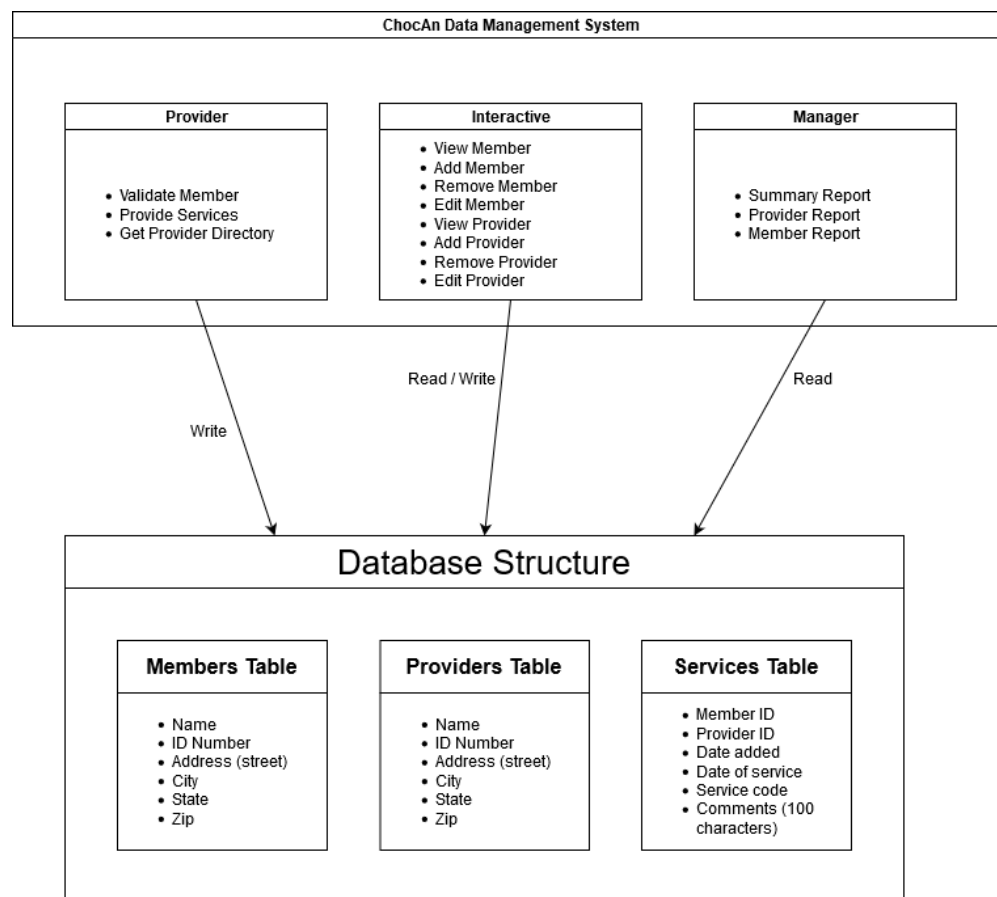 ChocAn Data Management System
Provider
Validate Member
Provide Services
Get Provider Directory
Interactive
View Member
Add Member
Remove Member
Edit Member
View Provider
Add Provider
Remove Provider
Edit Provider
Manager
Summary Report
Provider Report
Member Report
Write
Read / Write
Read
Database Structure
Members Table
Name
ID Number
Address (street)
City
State
Zip
Providers Table
Name
ID Number
Address (street)
City
State
Zip
Services Table
Member ID
Provider ID
Date added
Date of service
Service code
Comments (100
characters)